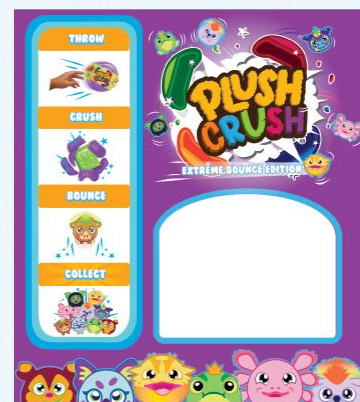 THROW
CRUSH
BOUNCE
COLLECT
PLUSH
CRUSH
EXTREME BOUNCE EDITION